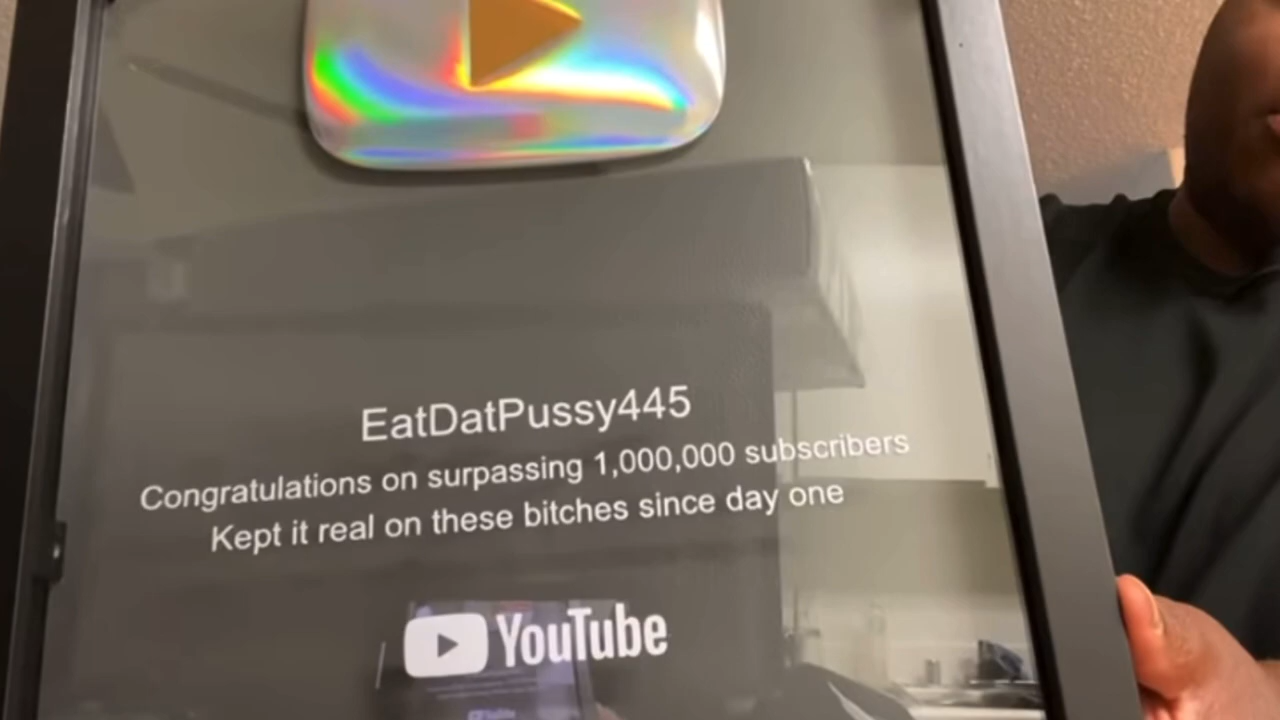 EatDatPussy445
Congratulations on surpassing 1,000,000 subscribers
Kept it real on these bitches since day one
YouTube